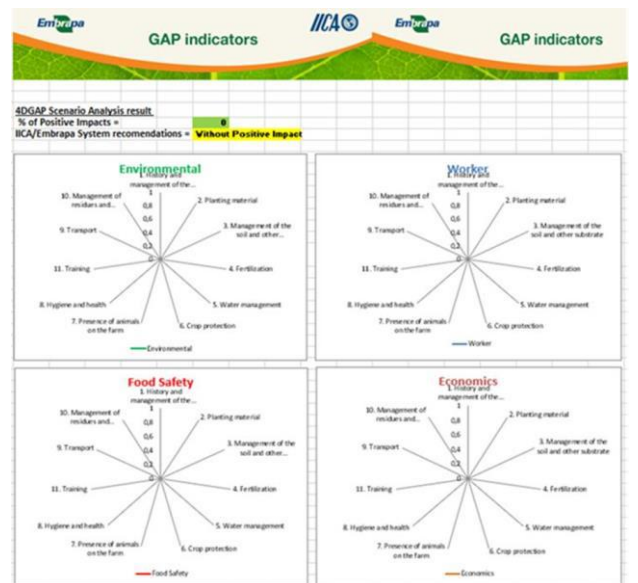 Embrapa
IICA
Embrapa
GAP indicators
GAP indicators
4DGAP Scenario Analysis result
% of Positive Impacts = 0
IICA/Embrapa System recomendations = Without Positive Impact
Environmental
1. History and
management of the...
2. Planting material
3. Management of the
soil and other...
4. Fertilization
5. Water management
6. Crop protection
7. Presence of animals
on the farm
8. Hygiene and health
11. Training
9. Transport
10. Management of
residues and...
1
0,8
0,6
0,4
0,2
0
Environmental
Worker
1. History and
management of the...
2. Planting material
3. Management of the
soil and other substrate
4. Fertilization
5. Water management
6. Crop protection
7. Presence of animals
on the farm
8. Hygiene and health
11. Training
9. Transport
10. Management of
residues and...
1
0,8
0,6
0,4
0,2
0
Worker
Food Safety
1. History and
management of the...
2. Planting material
3. Management of the
soil and other...
4. Fertilization
5. Water management
6. Crop protection
7. Presence of animals
on the farm
8. Hygiene and health
11. Training
9. Transport
10. Management of
residues and...
1
0,8
0,6
0,4
0,2
0
Food Safety
Economics
1. History and
management of the...
2. Planting material
3. Management of the
soil and other substrate
4. Fertilization
5. Water management
6. Crop protection
7. Presence of animals
on the farm
8. Hygiene and health
11. Training
9. Transport
10. Management of
residues and...
1
0,8
0,6
0,4
0,2
0
Economics